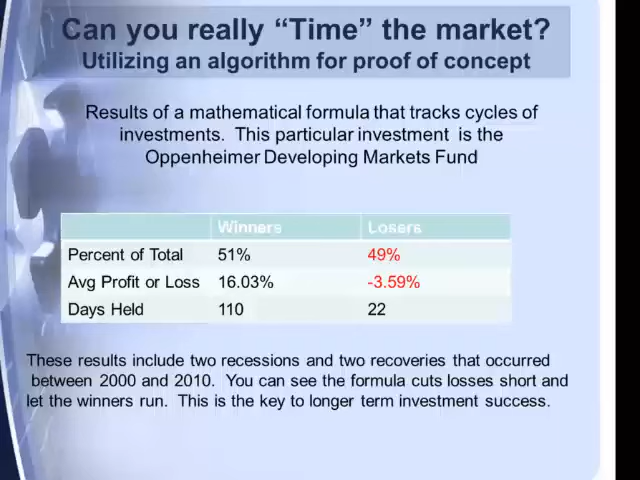 Can you really “Time” the market?
Utilizing an algorithm for proof of concept
Results of a mathematical formula that tracks cycles of
investments.  This particular investment  is the
Oppenheimer Developing Markets Fund
Winners Losers
Percent of Total 51% 49%
Avg Profit or Loss 16.03% -3.59%
Days Held 110 22
These results include two recessions and two recoveries that occurred
between 2000 and 2010.  You can see the formula cuts losses short and
let the winners run.  This is the key to longer term investment success.